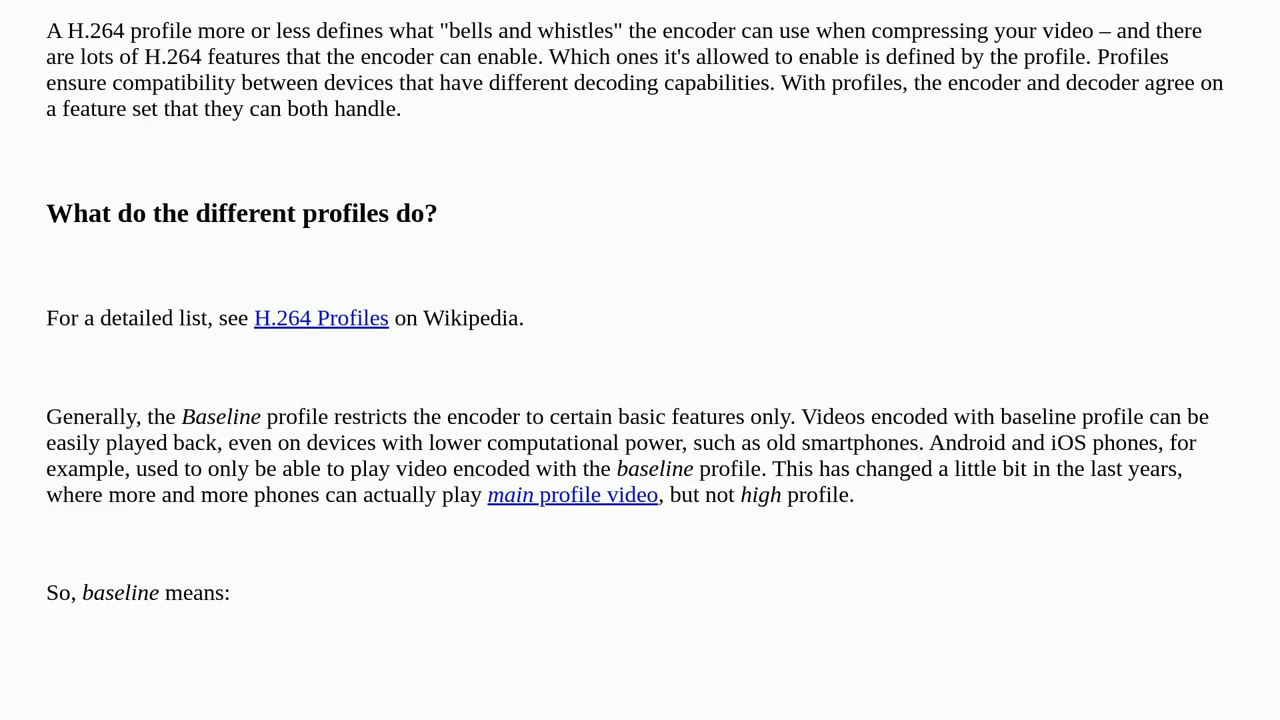 A H.264 profile more or less defines what "bells and whistles" the encoder can use when compressing your video – and there
are lots of H.264 features that the encoder can enable. Which ones it's allowed to enable is defined by the profile. Profiles
ensure compatibility between devices that have different decoding capabilities. With profiles, the encoder and decoder agree on
a feature set that they can both handle.
What do the different profiles do?
For a detailed list, see H.264 Profiles on Wikipedia.
Generally, the Baseline profile restricts the encoder to certain basic features only. Videos encoded with baseline profile can be
easily played back, even on devices with lower computational power, such as old smartphones. Android and iOS phones, for
example, used to only be able to play video encoded with the baseline profile. This has changed a little bit in the last years,
where more and more phones can actually play main profile video, but not high profile.
So, baseline means: